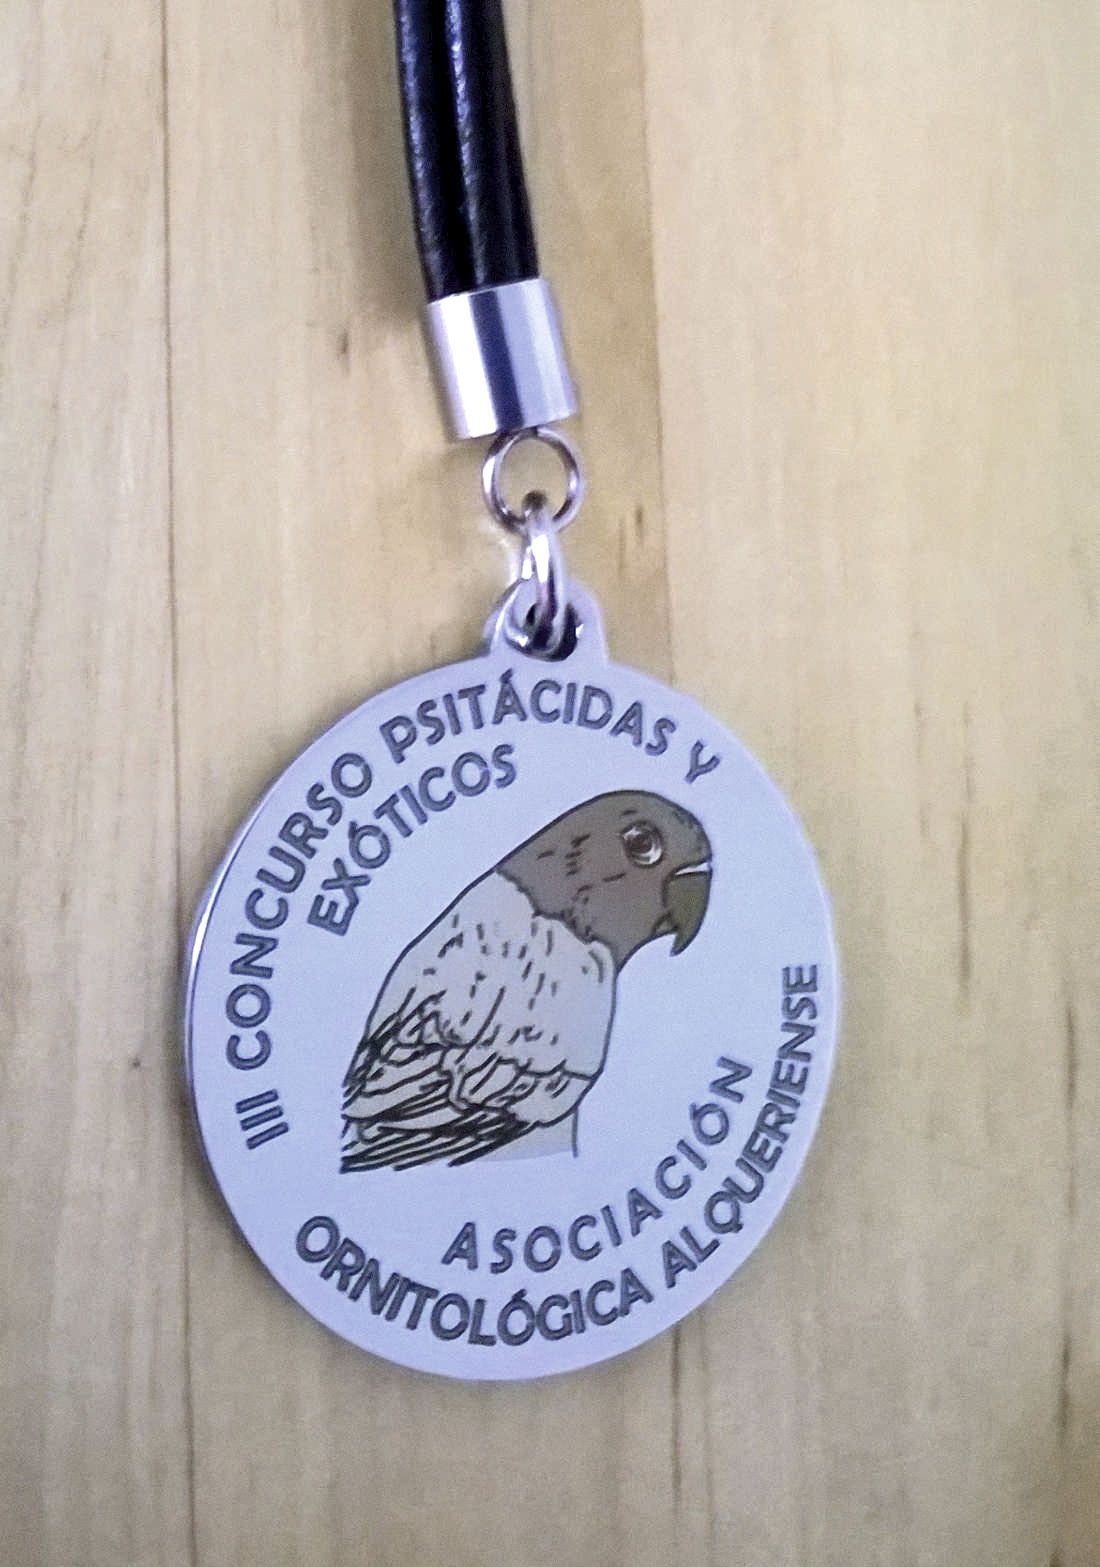 III CONCURSO PSITÁCIDAS Y
EXÓTICOS
ASOCIACIÓN
ORNITOLÓGICA ALQUERIENSE